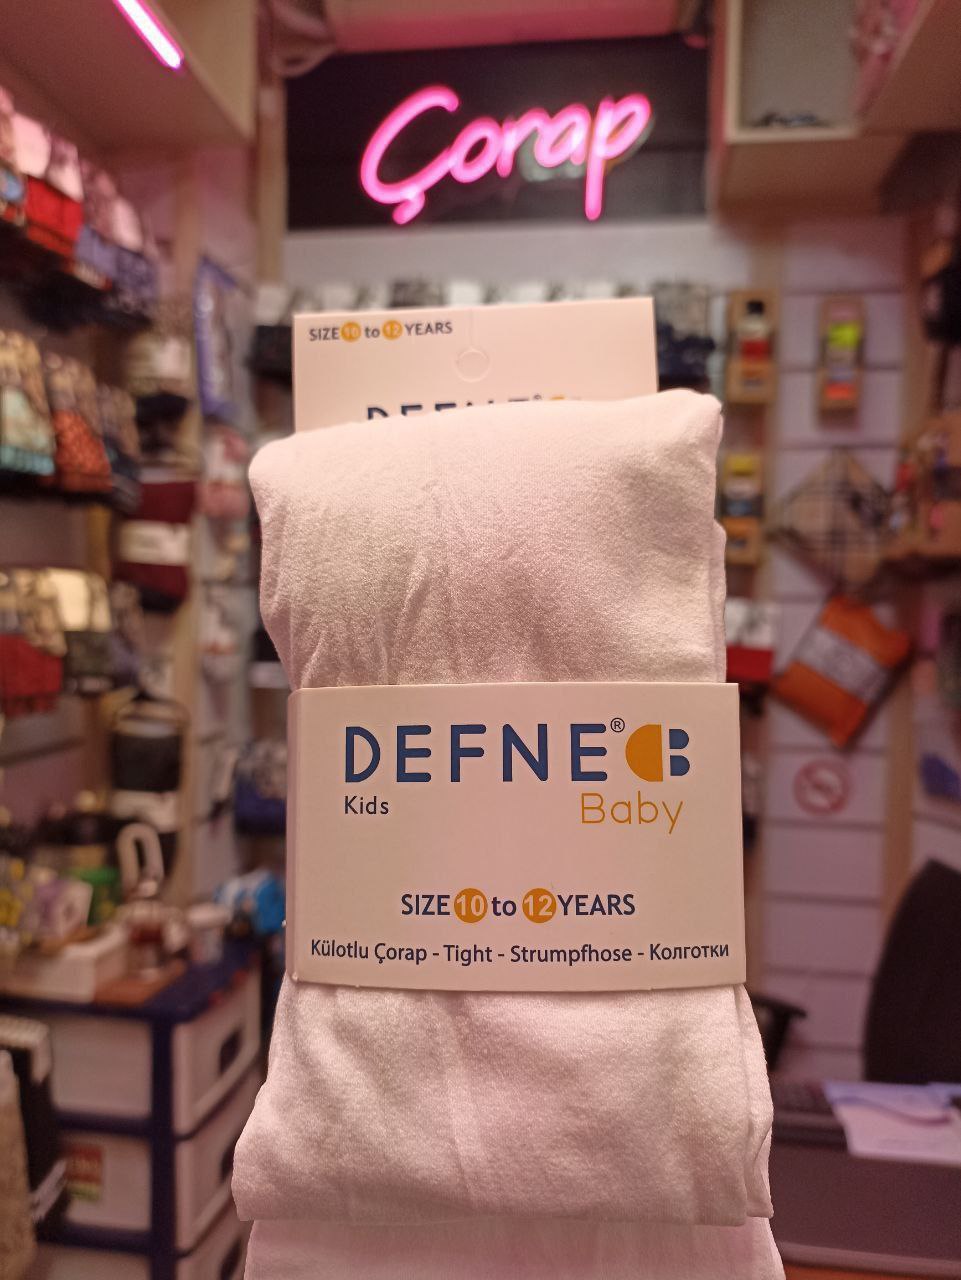 Çorap
SIZE 10 to 12 YEARS
DEFNE®
DEFNE® B
Kids
Baby
SIZE 10 to 12 YEARS
Külotlu Çorap - Tight - Strumpfhose - Колготки